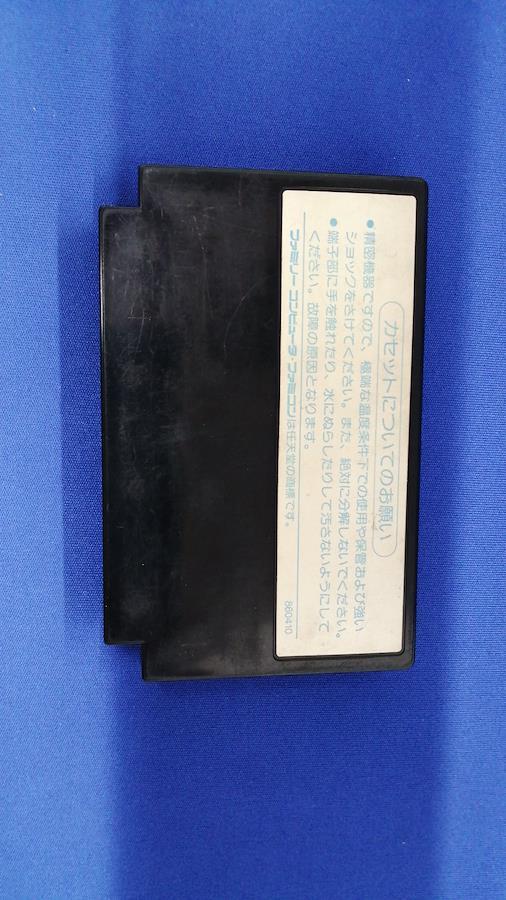 カセットについてのお願い
●精密機器ですので、極端な温度条件下での使用や保管および強い
ショックをさけてください。また、絶対に分解しないでください。
●端子部に手を触れたり、水にぬらしたりして汚さないようにして
ください。故障の原因となります。
ファミリーコンピュータ・ファミコンは任天堂の商標です。
860410